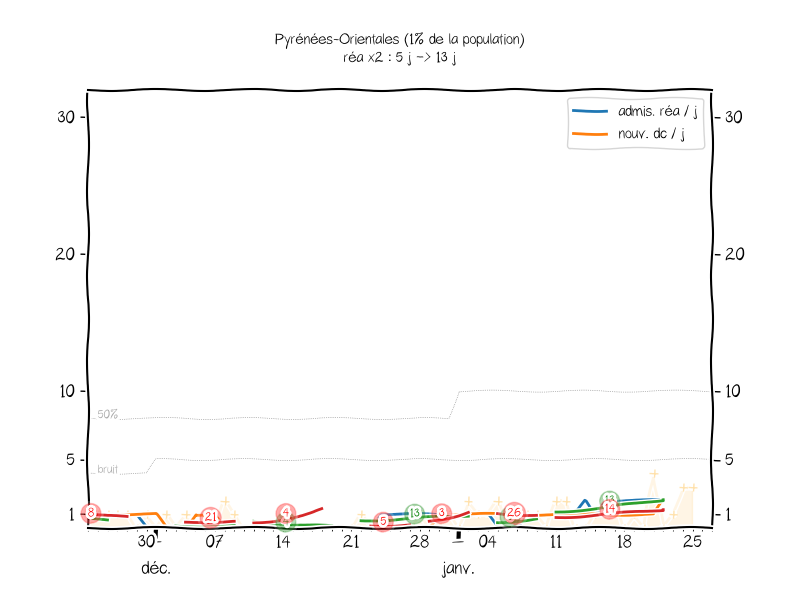 Pyrénées-Orientales (1% de la population)
réa x2 : 5 j -> 13 j
admis. réa / j
nouv. dc / j
30 30
20 20
10 10
50%
5 5
bruit
1 1
8 21 4 5 13 3 26 13 14
30 07 14 21 28 04 11 18 25
déc. janv.